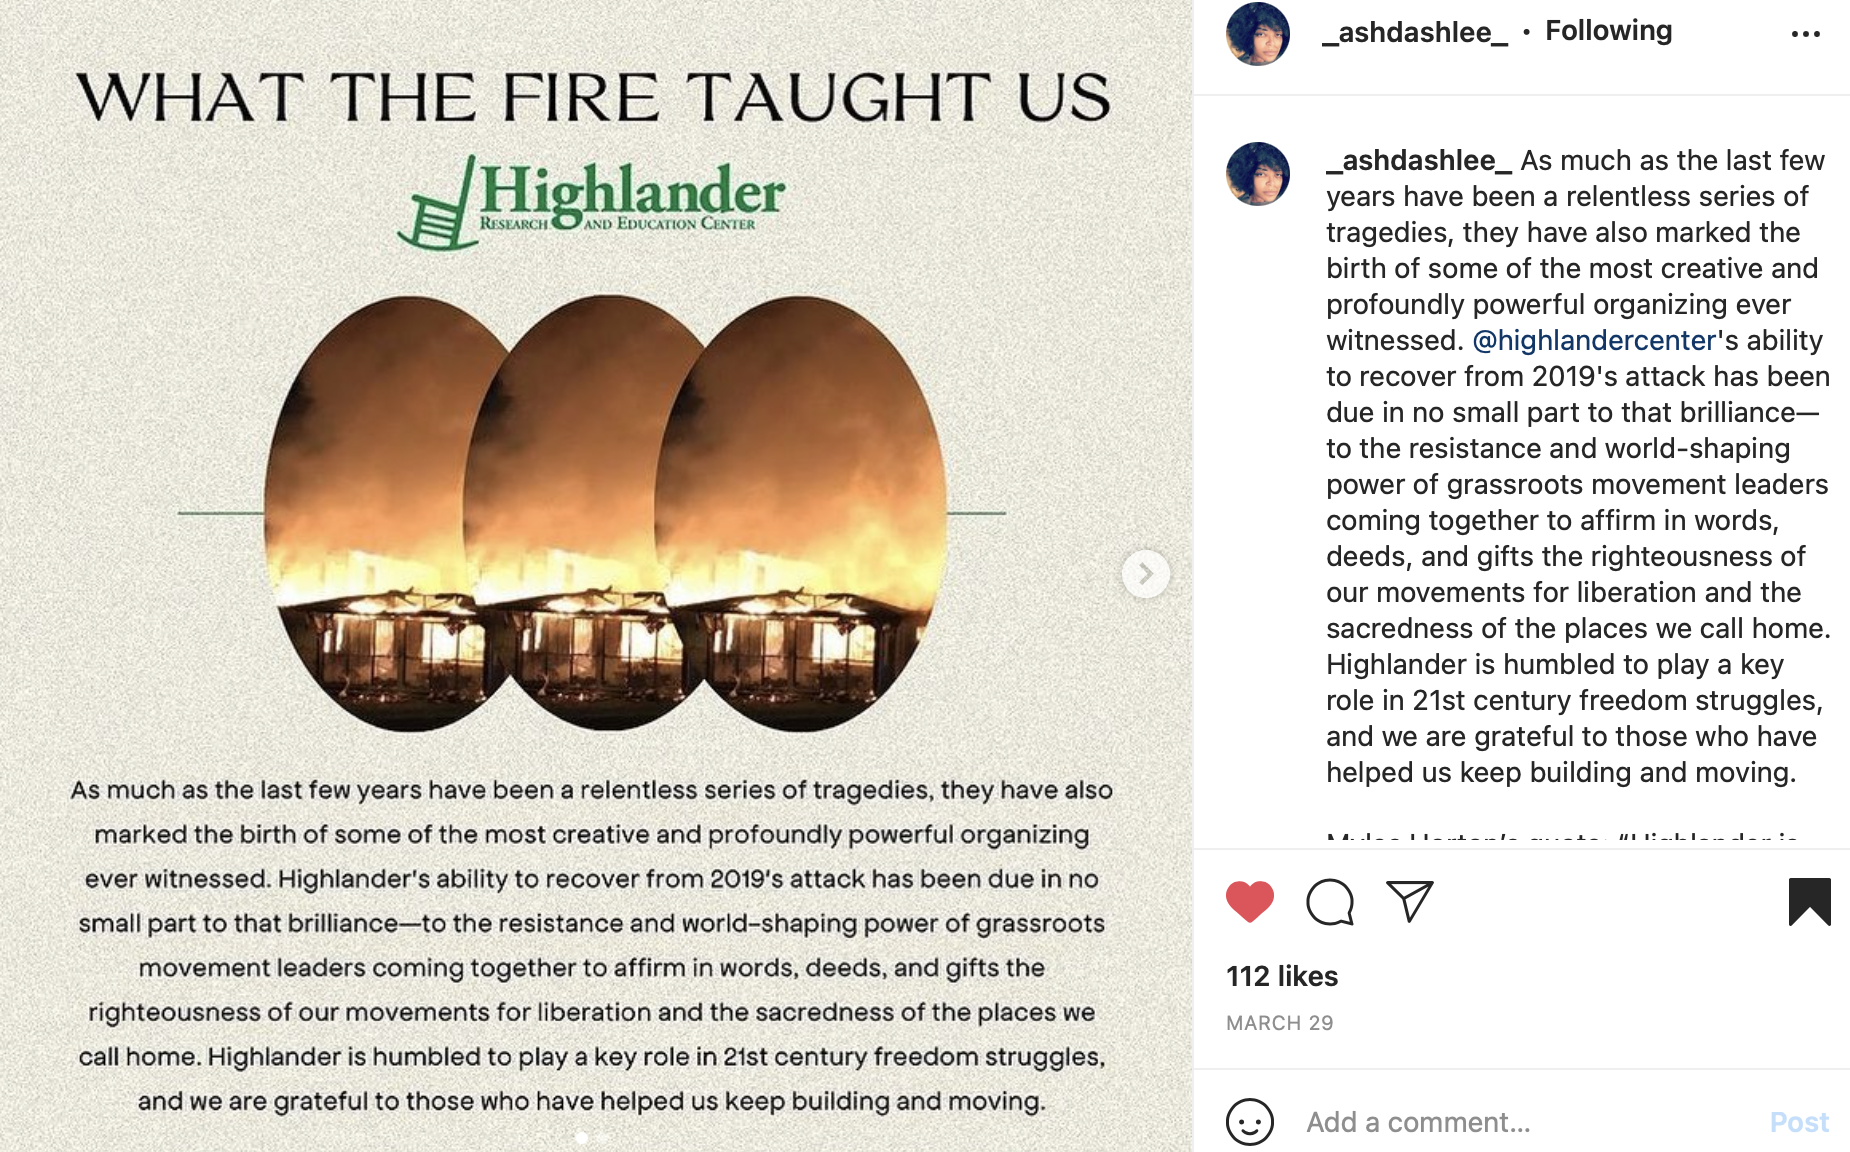 WHAT THE FIRE TAUGHT US
Highlander
RESEARCH AND EDUCATION CENTER
As much as the last few years have been a relentless series of tragedies, they have also
marked the birth of some of the most creative and profoundly powerful organizing
ever witnessed. Highlander's ability to recover from 2019's attack has been due in no
small part to that brilliance—to the resistance and world-shaping power of grassroots
movement leaders coming together to affirm in words, deeds, and gifts the
righteousness of our movements for liberation and the sacredness of the places we
call home. Highlander is humbled to play a key role in 21st century freedom struggles,
and we are grateful to those who have helped us keep building and moving.
_ashdashlee_ • Following
_ashdashlee_ As much as the last few
years have been a relentless series of
tragedies, they have also marked the
birth of some of the most creative and
profoundly powerful organizing ever
witnessed. @highlandercenter's ability
to recover from 2019's attack has been
due in no small part to that brilliance—
to the resistance and world-shaping
power of grassroots movement leaders
coming together to affirm in words,
deeds, and gifts the righteousness of
our movements for liberation and the
sacredness of the places we call home.
Highlander is humbled to play a key
role in 21st century freedom struggles,
and we are grateful to those who have
helped us keep building and moving.
Myles Horton's quote: "Highlander is
112 likes
MARCH 29
Add a comment...
Post